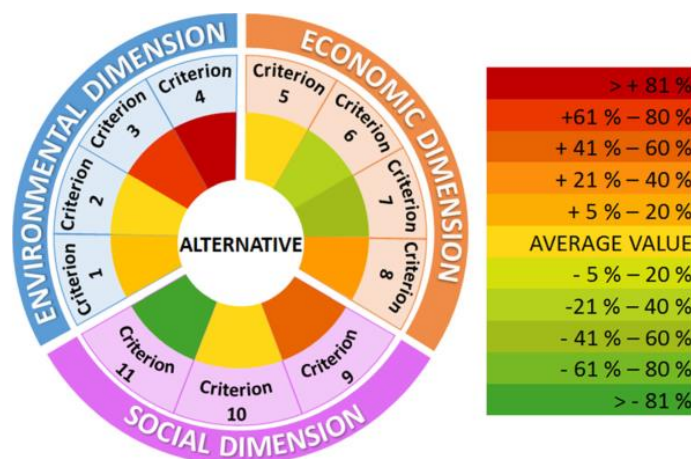 ENVIRONMENTAL DIMENSION
ECONOMIC DIMENSION
SOCIAL DIMENSION
Criterion
1
Criterion
2
Criterion
3
Criterion
4
Criterion
5
Criterion
6
Criterion
7
Criterion
8
Criterion
9
Criterion
10
Criterion
11
ALTERNATIVE
> + 81 %
+61 % – 80 %
+ 41 % – 60 %
+ 21 % – 40 %
+ 5 % – 20 %
AVERAGE VALUE
- 5 % – 20 %
-21 % – 40 %
- 41 % – 60 %
- 61 % – 80 %
> - 81 %